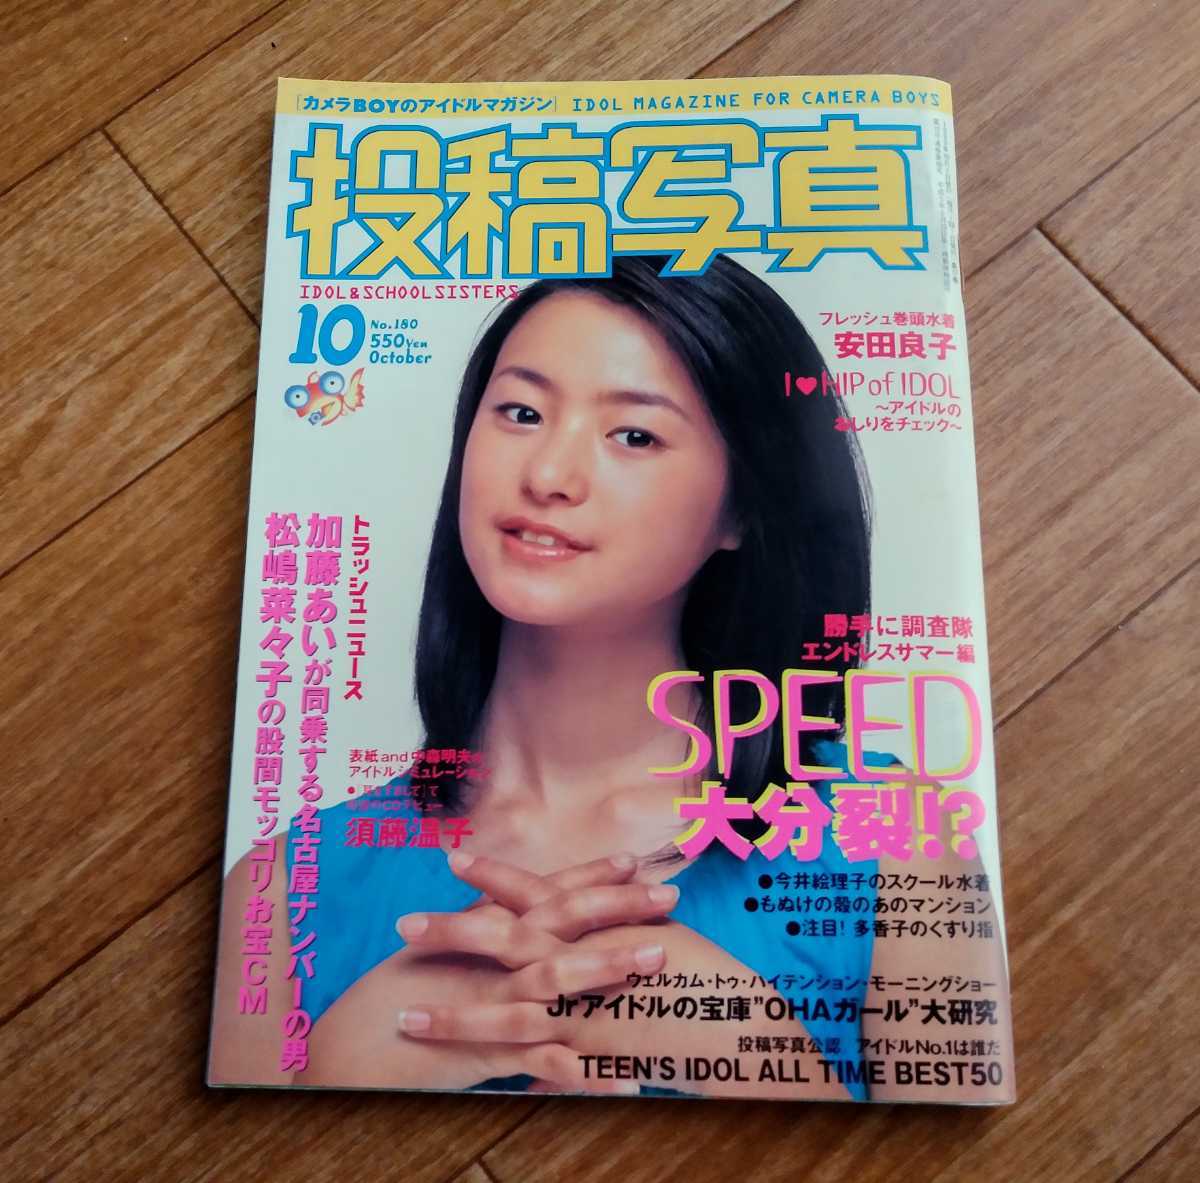 [カメラBOYのアイドルマガジン] IDOL MAGAZINE FOR CAMERA BOYS
投稿写真
IDOL&SCHOOLSISTERS
10
No.180
550Yen
October
フレッシュ巻頭水着
安田良子
I♥HIP of IDOL
～アイドルの
おしりをチェック～
トラッシュニュース
加藤あいが同乗する名古屋ナンバーの男
松嶋菜々子の股間モッコリお宝CM
勝手に調査隊
エンドレスサマー編
SPEED
大分裂!?
●今井絵理子のスクール水着
●もぬけの殻のあのマンション
●注目!多香子のくすり指
表紙and中森明夫の
アイドルシミュレーション
須藤温子
ウェルカム・トゥ・ハイテンション・モーニングショー
Jrアイドルの宝庫"OHAガール"大研究
投稿写真公認 アイドルNo.1は誰だ
TEEN'S IDOL ALL TIME BEST50